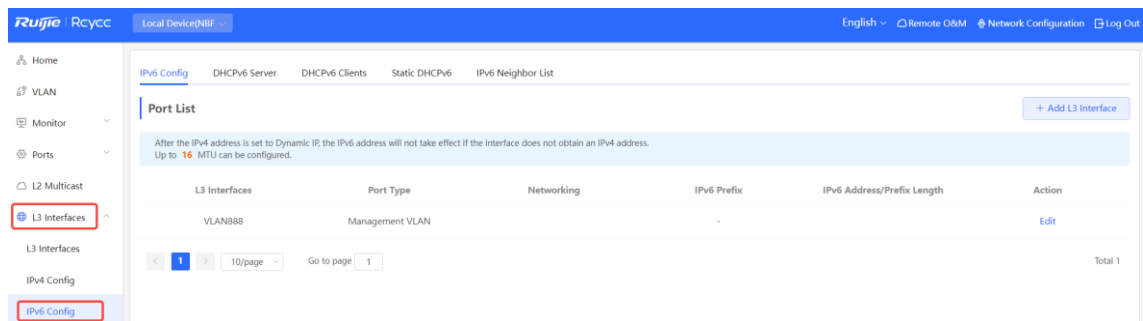 Ruijie | Rcycc Local Device(NBF English Remote O&M Network Configuration Log Out
Home
VLAN
Monitor
Ports
L2 Multicast
L3 Interfaces
L3 Interfaces
IPv4 Config
IPv6 Config
IPv6 Config DHCPv6 Server DHCPv6 Clients Static DHCPv6 IPv6 Neighbor List
Port List + Add L3 Interface
After the IPv4 address is set to Dynamic IP, the IPv6 address will not take effect if the interface does not obtain an IPv4 address.
Up to 16 MTU can be configured.
L3 Interfaces Port Type Networking IPv6 Prefix IPv6 Address/Prefix Length Action
VLAN888 Management VLAN - Edit
< 1 > 10/page Go to page 1 Total 1